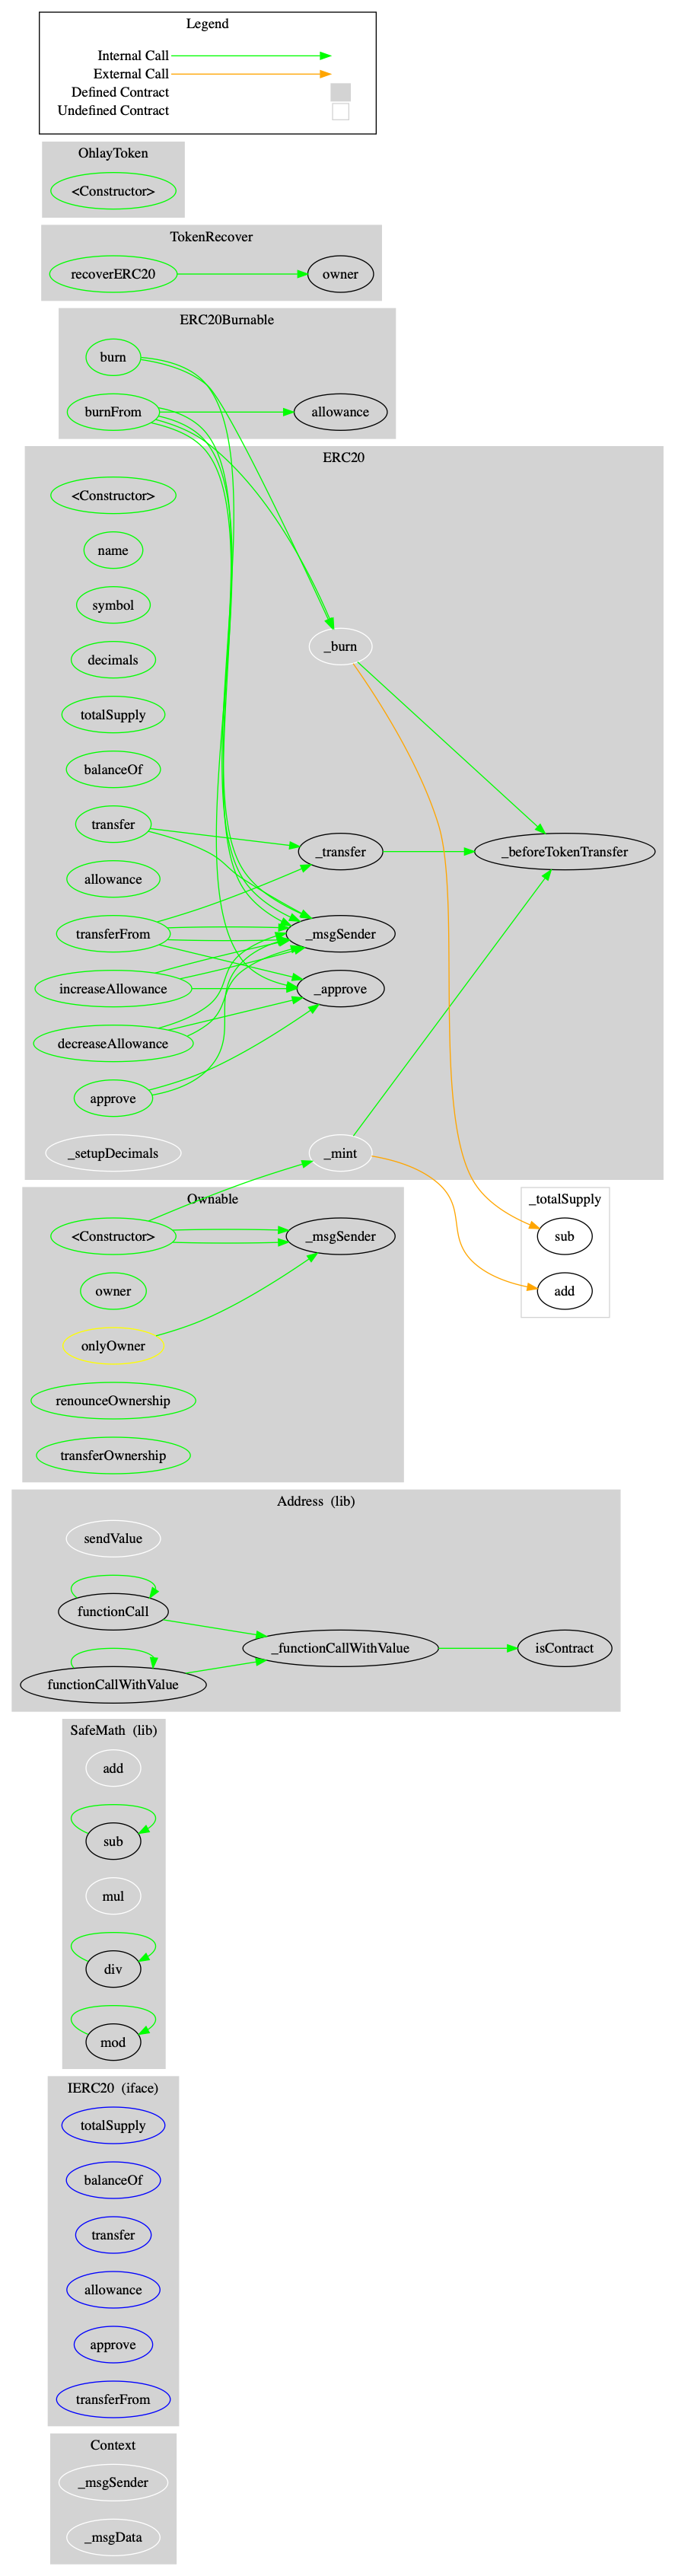 Legend
Internal Call
External Call
Defined Contract
Undefined Contract
OhlayToken
<Constructor>
TokenRecover
recoverERC20
owner
ERC20Burnable
burn
burnFrom
allowance
ERC20
<Constructor>
name
symbol
_burn
decimals
totalSupply
balanceOf
transfer
_transfer
_beforeTokenTransfer
allowance
transferFrom
_msgSender
increaseAllowance
_approve
decreaseAllowance
approve
_setupDecimals
_mint
Ownable
_totalSupply
<Constructor>
_msgSender
sub
owner
add
onlyOwner
renounceOwnership
transferOwnership
Address  (lib)
sendValue
functionCall
_functionCallWithValue
isContract
functionCallWithValue
SafeMath  (lib)
add
sub
mul
div
mod
IERC20  (iface)
totalSupply
balanceOf
transfer
allowance
approve
transferFrom
Context
_msgSender
_msgData